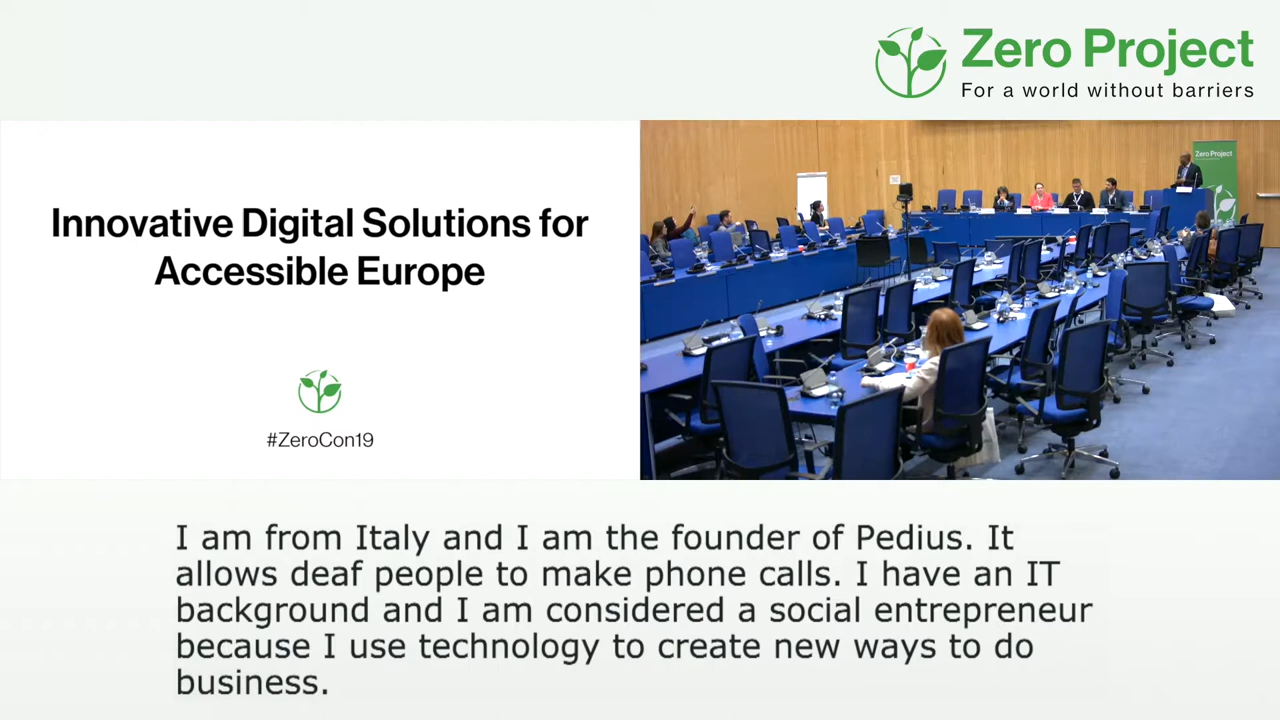 Zero Project
For a world without barriers
Innovative Digital Solutions for
Accessible Europe
#ZeroCon19
Zero Project
I am from Italy and I am the founder of Pedius. It
allows deaf people to make phone calls. I have an IT
background and I am considered a social entrepreneur
because I use technology to create new ways to do
business.